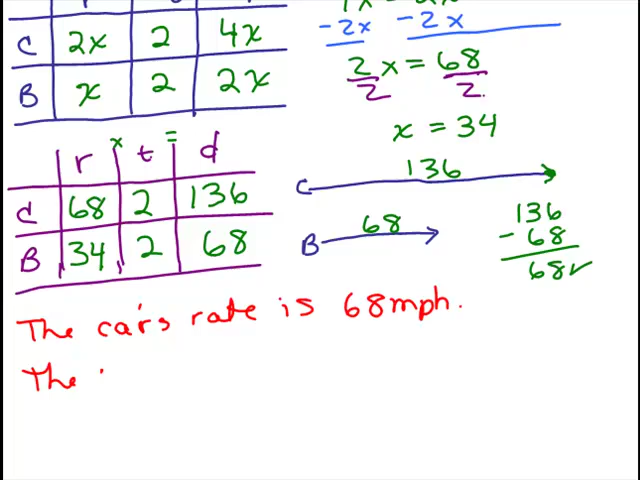 C 2x 2 4x
B x 2 2x
-2x -2x
2x = 68
2 2
x = 34
r x t = d
C 68 2 136
B 34 2 68
C 136
B 68
136
- 68
68 ✓
The car's rate is 68mph.
The